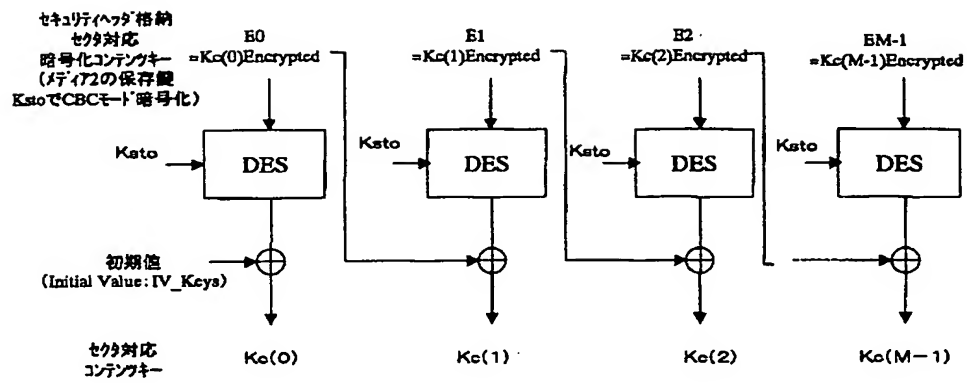 セキュリティヘッダ格納
セクタ対応
暗号化コンテンツキー
(メディア2の保存鍵
KstoでCBCモード暗号化)
E0
=Kc(0)Encrypted
E1
=Kc(1)Encrypted
E2
=Kc(2)Encrypted
EM-1
=Kc(M-1)Encrypted
Ksto
DES
Ksto
DES
Ksto
DES
Ksto
DES
初期値
(Initial Value:IV_Keys)
セクタ対応
コンテンツキー
Kc(0)
Kc(1)
Kc(2)
Kc(M-1)